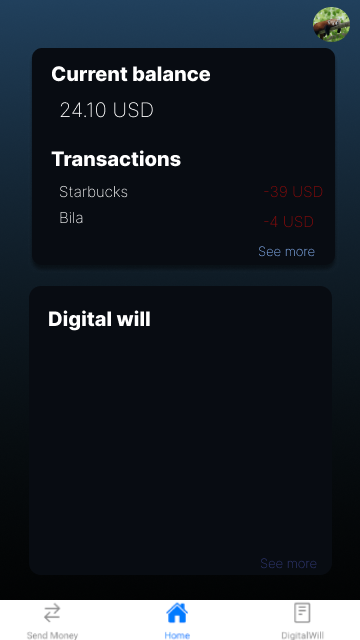 Current balance
24.10 USD
Transactions
Starbucks -39 USD
Bila -4 USD
See more
Digital will
See more
Send Money Home DigitalWill